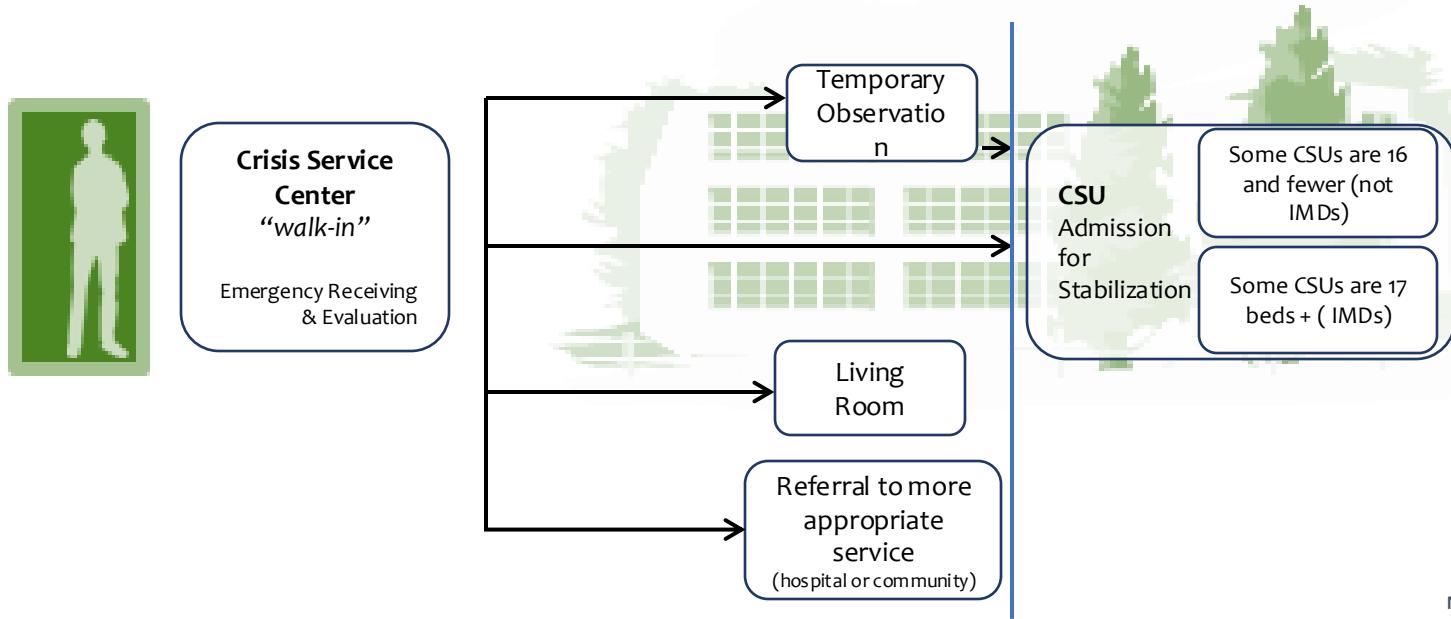 Crisis Service
Center
“walk-in”
Emergency Receiving
& Evaluation
Temporary
Observatio
n
Living
Room
Referral to more
appropriate
service
(hospital or community)
CSU
Admission
for
Stabilization
Some CSUs are 16
and fewer (not
IMDs)
Some CSUs are 17
beds + ( IMDs)